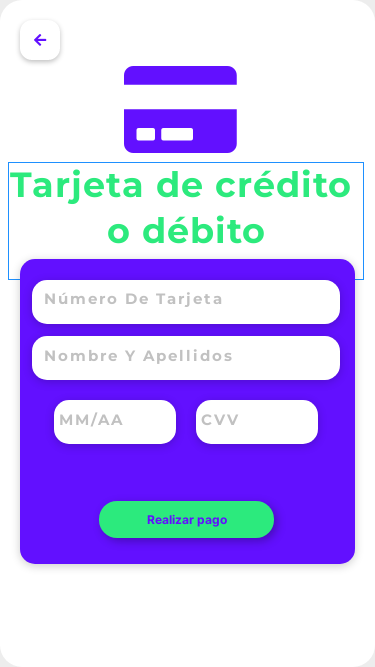 Tarjeta de crédito
o débito
Número De Tarjeta
Nombre Y Apellidos
MM/AA CVV
Realizar pago